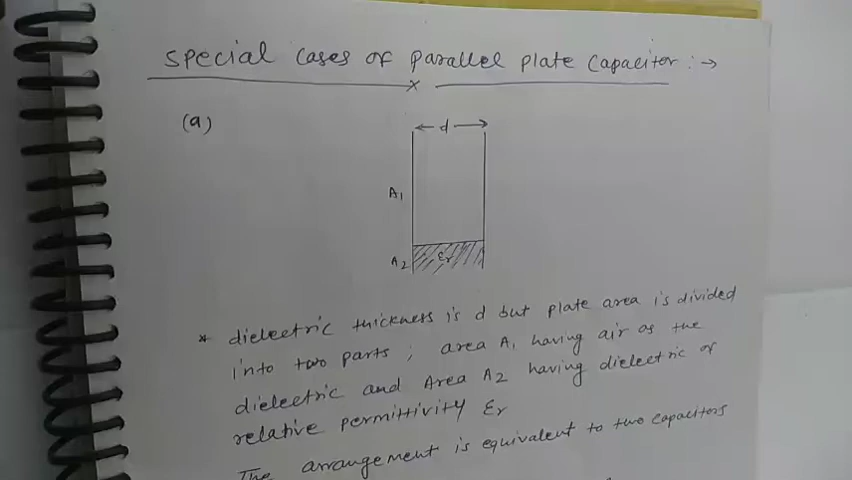 Special cases of parallel plate capacitor : →
(a)
← d →
A1
A2 εr
* dielectric thickness is d but plate area is divided
into two parts ; area A1 having air as the
dielectric and Area A2 having dielectric of
relative permittivity εr
The arrangement is equivalent to two capacitors